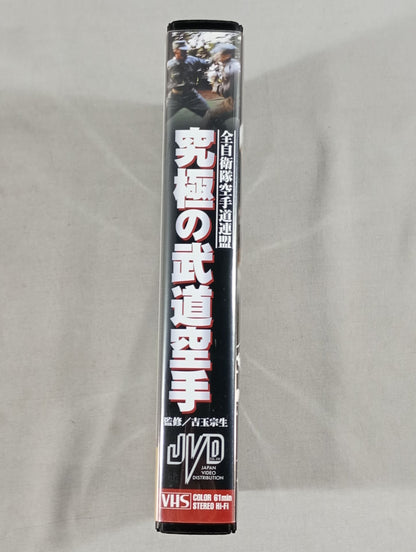 全自衛隊空手道連盟
究極の武道空手
監修/吉玉宗生
JVD
JAPAN
VIDEO
DISTRIBUTION
VHS
COLOR 61min
STEREO Hi-Fi